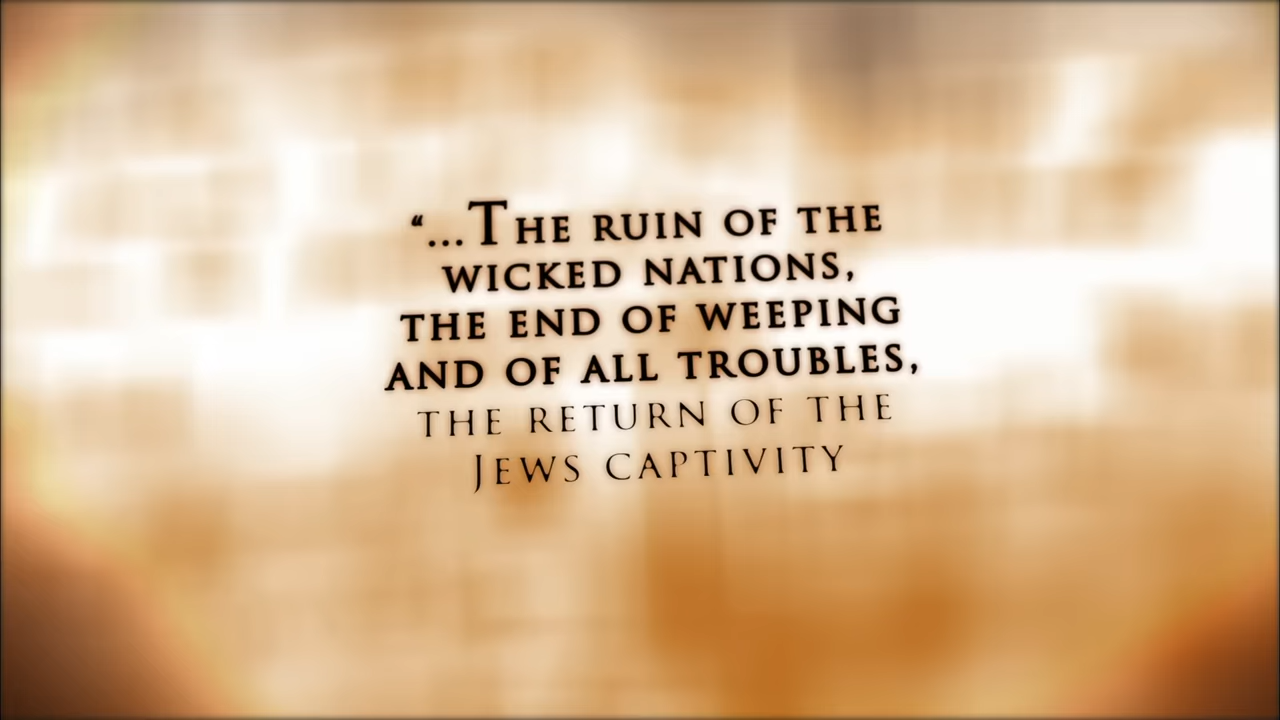 “...The ruin of the
wicked nations,
the end of weeping
and of all troubles,
the return of the
Jews captivity